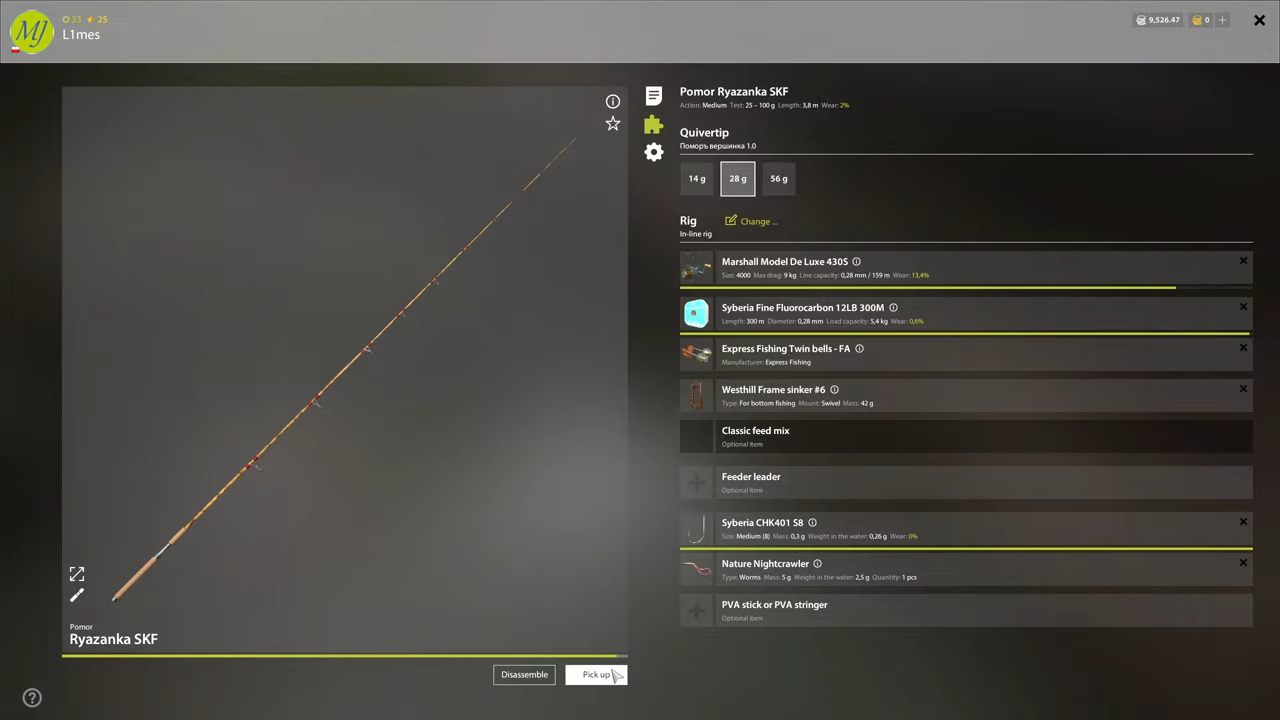 MJ
33 25
L1mes
9,526.47
0
Pomor Ryazanka SKF
Action: Medium Test: 25 – 100 g Length: 3,8 m Wear: 2%
Quivertip
Поморъ вершинка 1.0
14 g
28 g
56 g
Rig
Change ...
In-line rig
Marshall Model De Luxe 430S
Size: 4000 Max drag: 9 kg Line capacity: 0,28 mm / 159 m Wear: 13,4%
Syberia Fine Fluorocarbon 12LB 300M
Length: 300 m Diameter: 0,28 mm Load capacity: 5,4 kg Wear: 0,6%
Express Fishing Twin bells - FA
Manufacturer: Express Fishing
Westhill Frame sinker #6
Type: For bottom fishing Mount: Swivel Mass: 42 g
Classic feed mix
Optional item
Feeder leader
Optional item
Syberia CHK401 S8
Size: Medium (8) Mass: 0,3 g Weight in the water: 0,26 g Wear: 0%
Nature Nightcrawler
Type: Worms Mass: 5 g Weight in the water: 2,5 g Quantity: 1 pcs
PVA stick or PVA stringer
Optional item
Pomor
Ryazanka SKF
Disassemble
Pick up